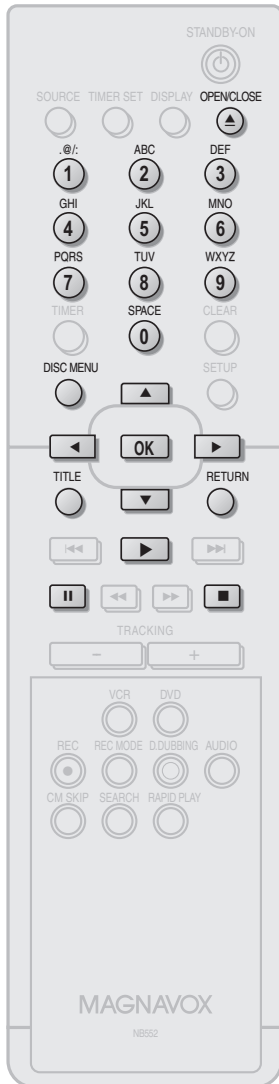 STANDBY-ON
SOURCE TIMER SET DISPLAY OPEN/CLOSE
.@/: ABC DEF
1 2 3
GHI JKL MNO
4 5 6
PQRS TUV WXYZ
7 8 9
TIMER SPACE CLEAR
0
DISC MENU SETUP
OK
TITLE RETURN
TRACKING
- +
VCR DVD
REC REC MODE D.DUBBING AUDIO
CM SKIP SEARCH RAPID PLAY
MAGNAVOX
NB552